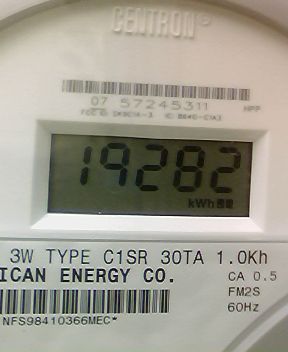 CENTRON®
07 57245311
HPP
19282
kWh
3W TYPE C1SR 30TA 1.0Kh
ICAN ENERGY CO.
CA 0.5
FM2S
60Hz
NFS98410366MEC*